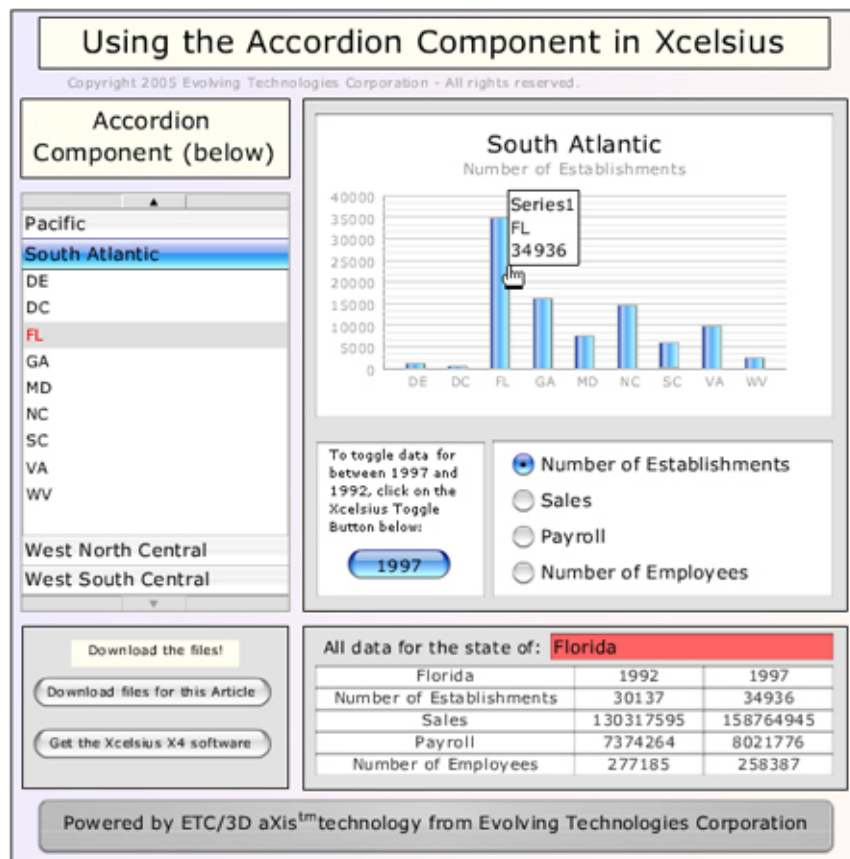 Using the Accordion Component in Xcelsius
Copyright 2005 Evolving Technologies Corporation - All rights reserved.
Accordion
Component (below)
Pacific
South Atlantic
DE
DC
FL
GA
MD
NC
SC
VA
WV
West North Central
West South Central
South Atlantic
Number of Establishments
40000
35000
30000
25000
20000
15000
10000
5000
0
Series1
FL
34936
DE DC FL GA MD NC SC VA WV
To toggle data for
between 1997 and
1992, click on the
Xcelsius Toggle
Button below:
1997
Number of Establishments
Sales
Payroll
Number of Employees
Download the files!
Download files for this Article
Get the Xcelsius X4 software
All data for the state of: Florida
Florida 1992 1997
Number of Establishments 30137 34936
Sales 130317595 158764945
Payroll 7374264 8021776
Number of Employees 277185 258387
Powered by ETC/3D aXis™technology from Evolving Technologies Corporation